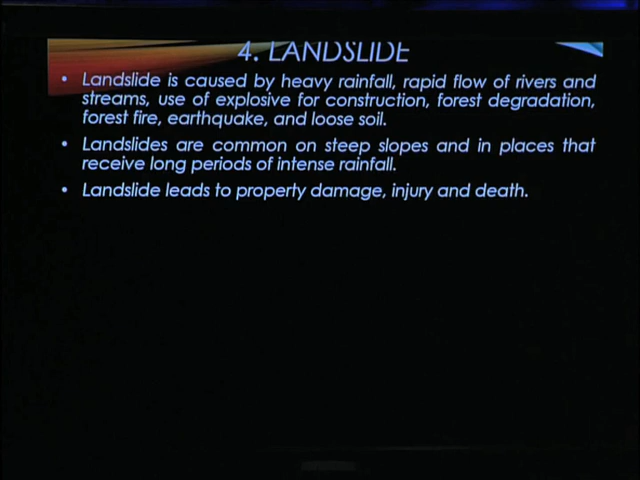 4. LANDSLIDE
• Landslide is caused by heavy rainfall, rapid flow of rivers and
streams, use of explosive for construction, forest degradation,
forest fire, earthquake, and loose soil.
• Landslides are common on steep slopes and in places that
receive long periods of intense rainfall.
• Landslide leads to property damage, injury and death.